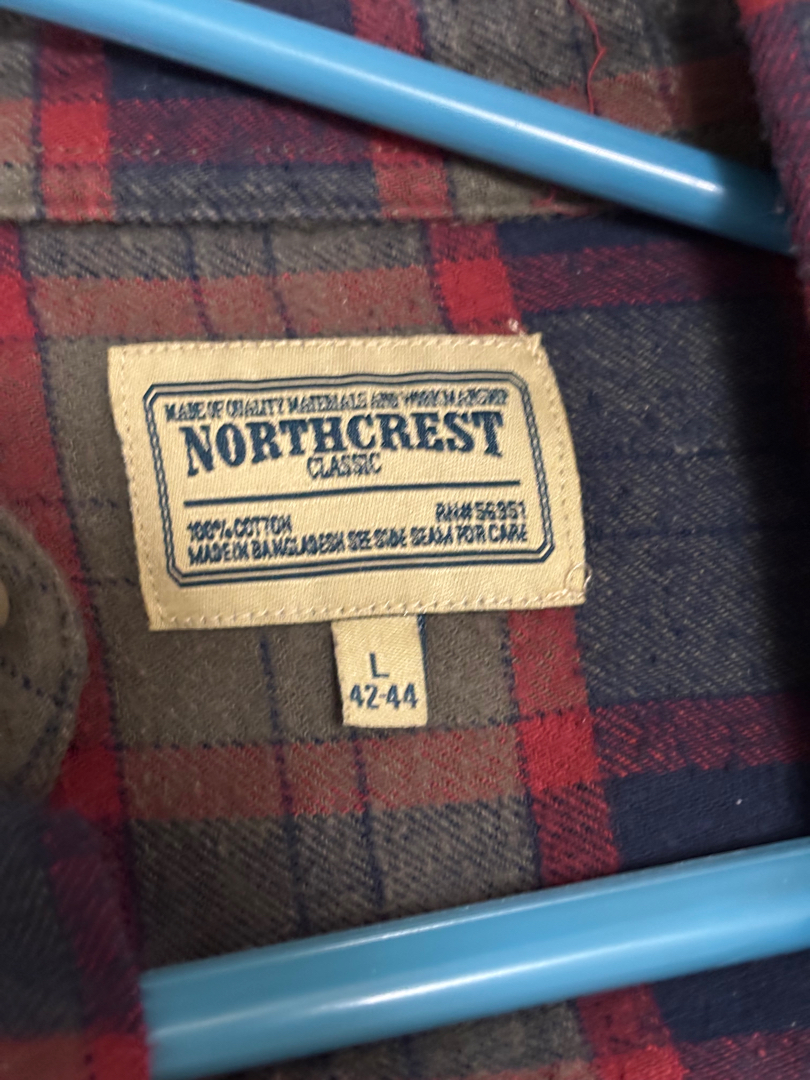 MADE OF QUALITY MATERIALS AND WORKMANSHIP
NORTHCREST
CLASSIC
100% COTTON RN# 56951
MADE IN BANGLADESH SEE SIDE SEAM FOR CARE
L
42-44